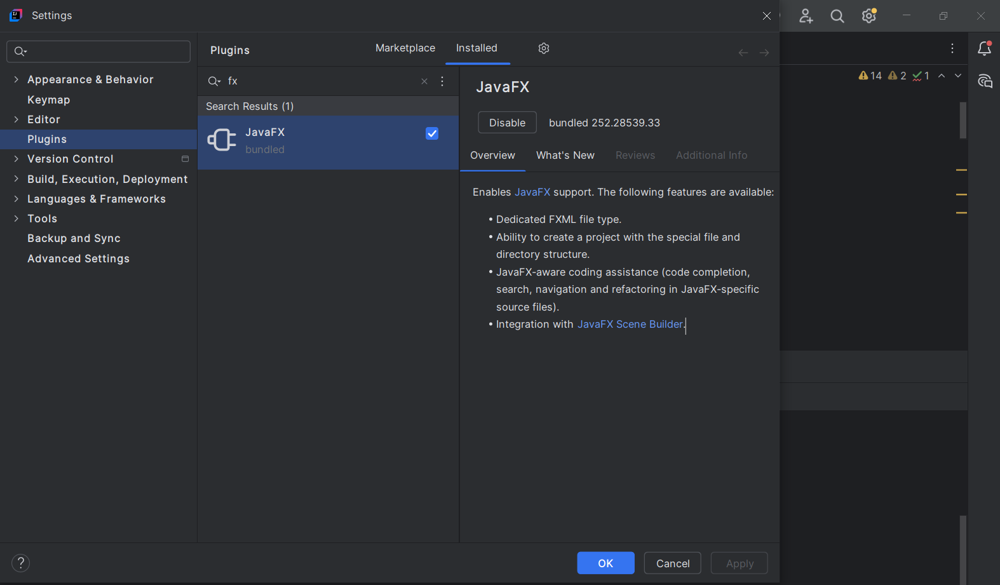 Settings
Appearance & Behavior
Keymap
Editor
Plugins
Version Control
Build, Execution, Deployment
Languages & Frameworks
Tools
Backup and Sync
Advanced Settings
Plugins
Marketplace
Installed
fx
Search Results (1)
JavaFX
bundled
JavaFX
Disable
bundled 252.28539.33
Overview
What's New
Reviews
Additional Info
Enables JavaFX support. The following features are available:
• Dedicated FXML file type.
• Ability to create a project with the special file and
directory structure.
• JavaFX-aware coding assistance (code completion,
search, navigation and refactoring in JavaFX-specific
source files).
• Integration with JavaFX Scene Builder.
14 2 1
?
OK
Cancel
Apply